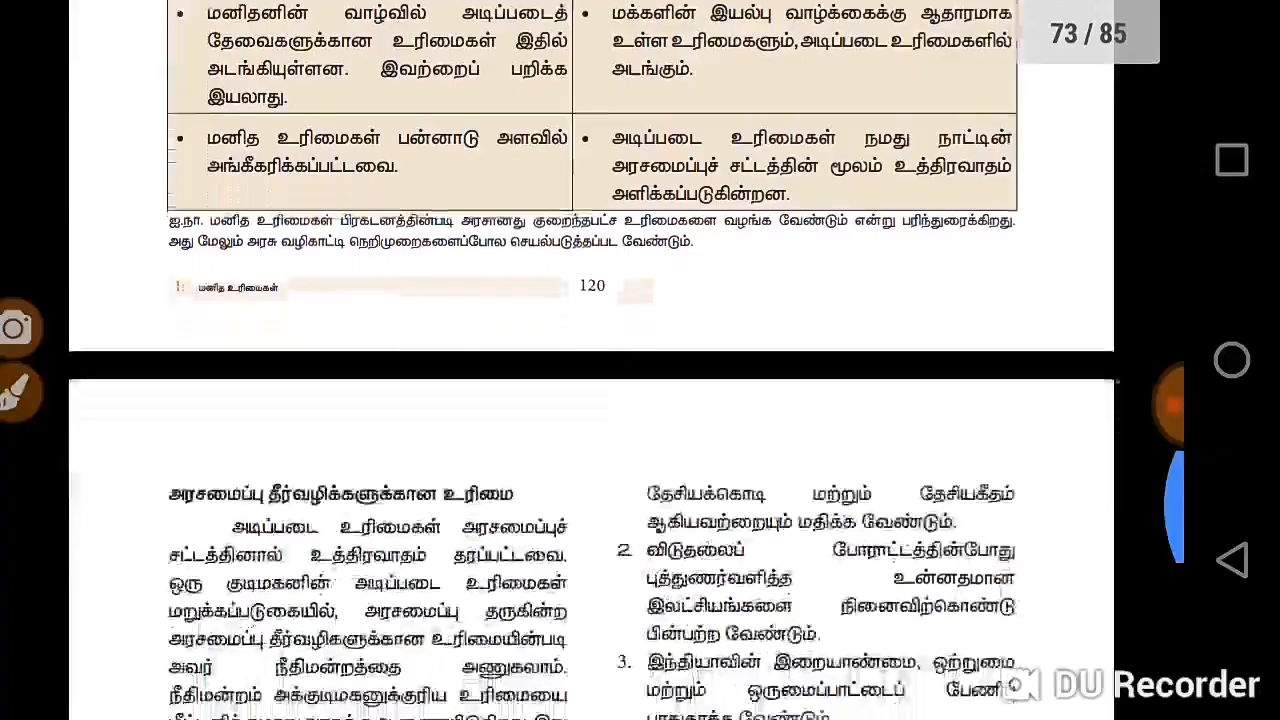 மனிதனின் வாழ்வில் அடிப்படைத்
தேவைகளுக்கான உரிமைகள் இதில்
அடங்கியுள்ளன. இவற்றைப் பறிக்க
இயலாது.
மக்களின் இயல்பு வாழ்க்கைக்கு ஆதாரமாக
உள்ள உரிமைகளும், அடிப்படை உரிமைகளில்
அடங்கும்.
73 / 85
மனித உரிமைகள் பன்னாடு அளவில்
அங்கீகரிக்கப்பட்டவை.
அடிப்படை உரிமைகள் நமது நாட்டின்
அரசமைப்புச் சட்டத்தின் மூலம் உத்திரவாதம்
அளிக்கப்படுகின்றன.
ஐ.நா. மனித உரிமைகள் பிரகடனத்தின்படி அரசானது குறைந்தபட்ச உரிமைகளை வழங்க வேண்டும் என்று பரிந்துரைக்கிறது.
அது மேலும் அரசு வழிகாட்டி நெறிமுறைகளைப்போல செயல்படுத்தப்பட வேண்டும்.
மனித உரிமைகள் 120
அரசமைப்பு தீர்வழிக்களுக்கான உரிமை
அடிப்படை உரிமைகள் அரசமைப்புச்
சட்டத்தினால் உத்திரவாதம் தரப்பட்டவை.
ஒரு குடிமகனின் அடிப்படை உரிமைகள்
மறுக்கப்படுகையில், அரசமைப்பு தருகின்ற
அரசமைப்பு தீர்வழிகளுக்கான உரிமையின்படி
அவர் நீதிமன்றத்தை அணுகலாம்.
நீதிமன்றம் அக்குடிமகனுக்குரிய உரிமையை
தேசியக்கொடி மற்றும் தேசியகீதம்
ஆகியவற்றையும் மதிக்க வேண்டும்.
2. விடுதலைப் போராட்டத்தின்போது
புத்துணர்வளித்த உன்னதமான
இலட்சியங்களை நினைவிற்கொண்டு
பின்பற்ற வேண்டும்.
3. இந்தியாவின் இறையாண்மை, ஒற்றுமை
மற்றும் ஒருமைப்பாட்டைப் பேணிப்
பாதுகாக்க வேண்டும்.
DU Recorder